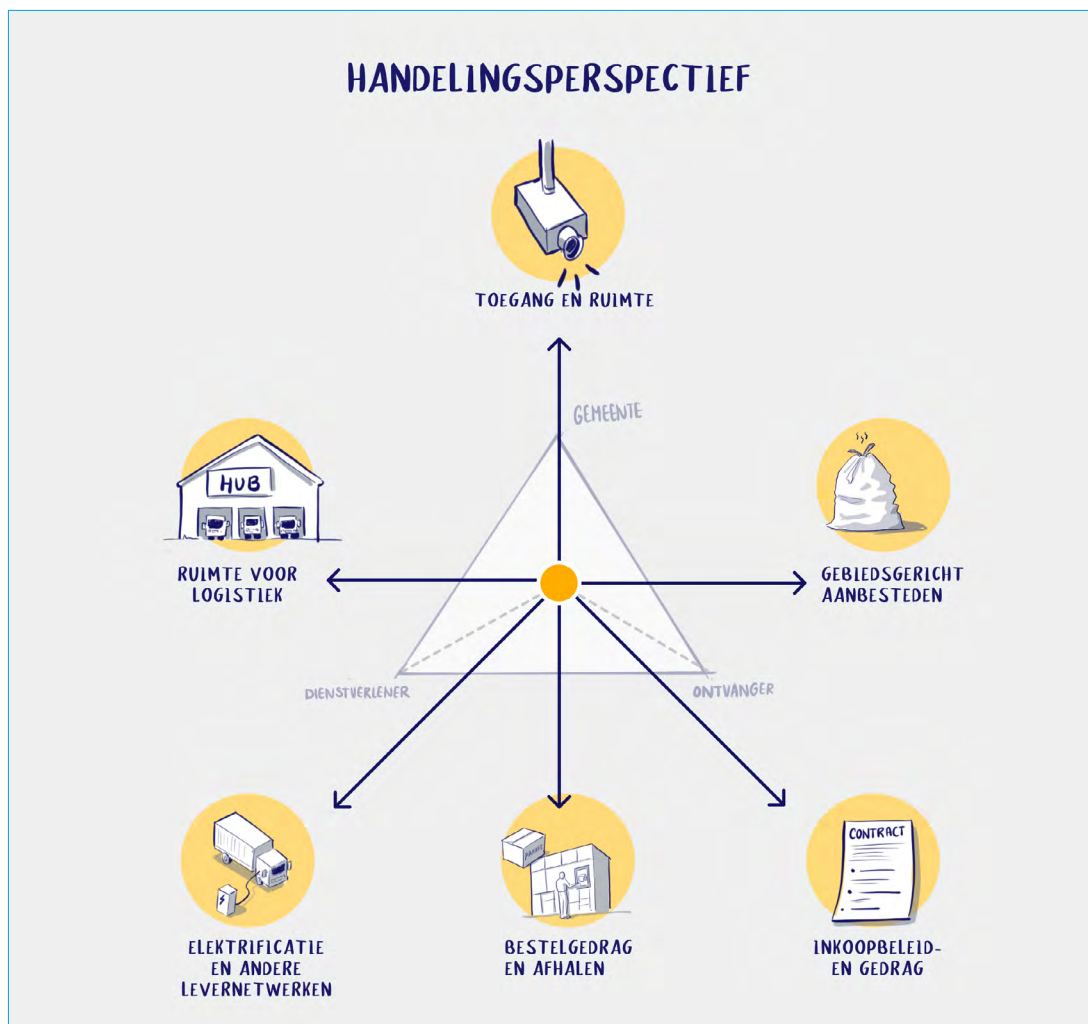 HANDELINGSPERSPECTIEF
TOEGANG EN RUIMTE
GEMEENTE
HUB
RUIMTE VOOR
LOGISTIEK
GEBIEDSGERICHT
AANBESTEDEN
DIENSTVERLENER
ONTVANGER
CONTRACT
ELEKTRIFICATIE
EN ANDERE
LEVERNETWERKEN
BESTELGEDRAG
EN AFHALEN
INKOOPBELEID-
EN GEDRAG